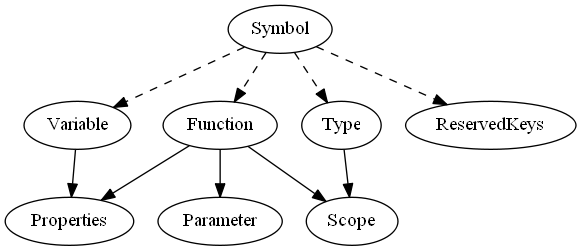 Symbol
Variable
Function
Type
ReservedKeys
Properties
Parameter
Scope